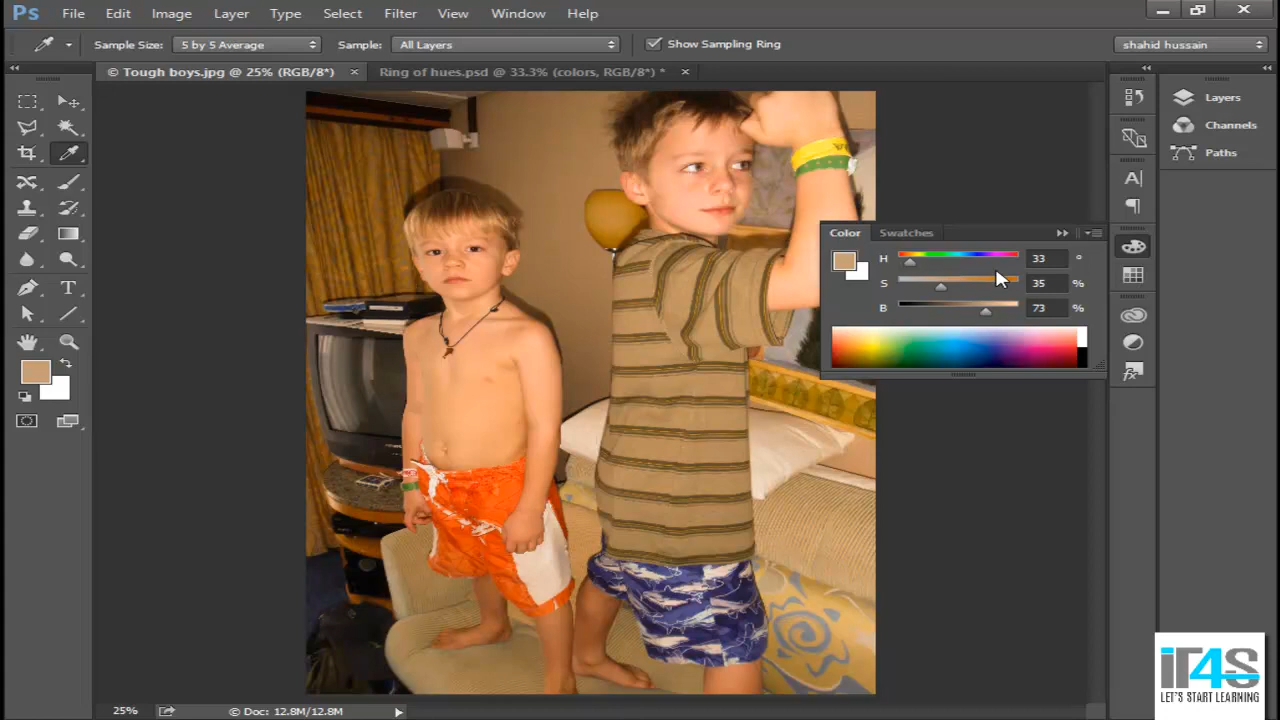 Ps File Edit Image Layer Type Select Filter View Window Help
Sample Size: 5 by 5 Average Sample: All Layers Show Sampling Ring shahid hussain
© Tough boys.jpg @ 25% (RGB/8*) × Ring of hues.psd @ 33.3% (colors, RGB/8*) * ×
Layers
Channels
Paths
Color Swatches
H 33 °
S 35 %
B 73 %
T
A
fx
iT4S
LET'S START LEARNING
25% © Doc: 12.8M/12.8M